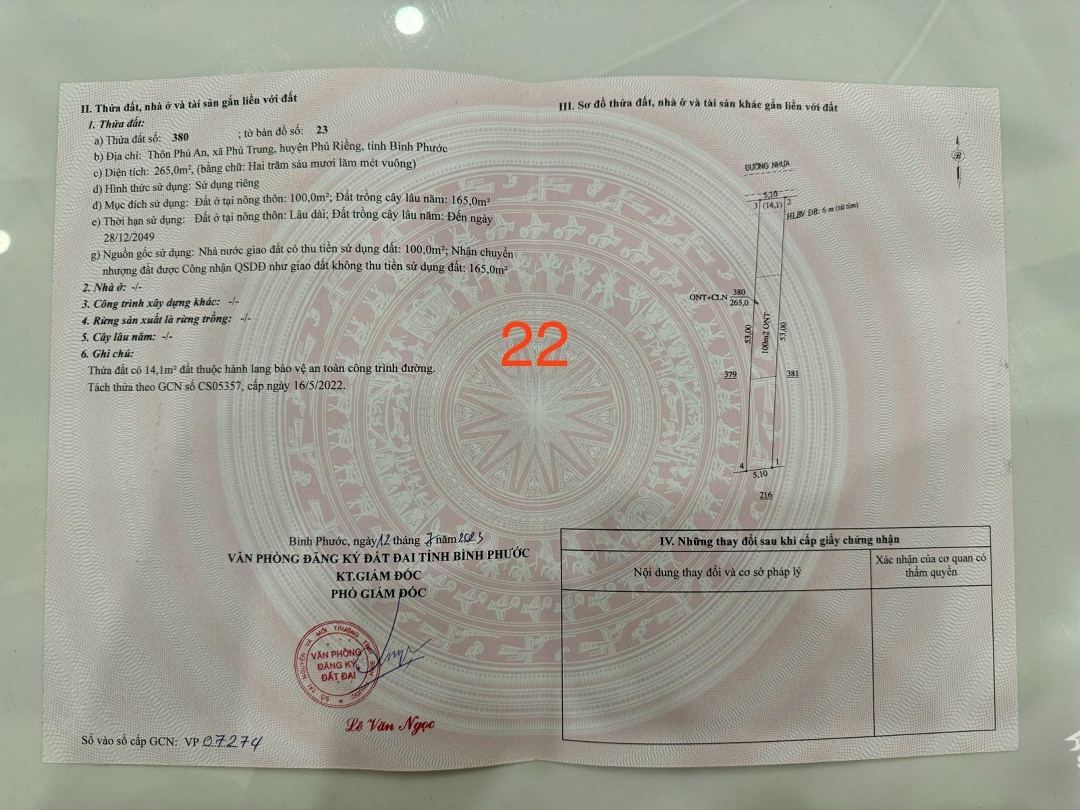 II. Thửa đất, nhà ở và tài sản gắn liền với đất
1. Thửa đất:
a) Thửa đất số: 380 ; tờ bản đồ số: 23
b) Địa chỉ: Thôn Phú An, xã Phú Trung, huyện Phú Riềng, tỉnh Bình Phước
c) Diện tích: 265,0m², (bằng chữ: Hai trăm sáu mươi lăm mét vuông)
d) Hình thức sử dụng: Sử dụng riêng
đ) Mục đích sử dụng: Đất ở tại nông thôn: 100,0m²; Đất trồng cây lâu năm: 165,0m²
e) Thời hạn sử dụng: Đất ở tại nông thôn: Lâu dài; Đất trồng cây lâu năm: Đến ngày
28/12/2049
g) Nguồn gốc sử dụng: Nhà nước giao đất có thu tiền sử dụng đất: 100,0m²; Nhận chuyển
nhượng đất được Công nhận QSDĐ như giao đất không thu tiền sử dụng đất: 165,0m²
2. Nhà ở: -/-
3. Công trình xây dựng khác: -/-
4. Rừng sản xuất là rừng trồng: -/-
5. Cây lâu năm: -/-
6. Ghi chú:
Thửa đất có 14,1m² đất thuộc hành lang bảo vệ an toàn công trình đường.
Tách thửa theo GCN số CS05357, cấp ngày 16/5/2022.
22
Bình Phước, ngày 12 tháng 7 năm 2023
VĂN PHÒNG ĐĂNG KÝ ĐẤT ĐAI TỈNH BÌNH PHƯỚC
KT.GIÁM ĐỐC
PHÓ GIÁM ĐỐC
SỞ TÀI NGUYÊN VÀ MÔI TRƯỜNG TỈNH BÌNH PHƯỚC
VĂN PHÒNG
ĐĂNG KÝ
ĐẤT ĐAI
Lê Văn Ngọc
Số vào sổ cấp GCN: VP 07274
III. Sơ đồ thửa đất, nhà ở và tài sản khác gắn liền với đất
B
ĐƯỜNG NHỰA
5,10
3 (14,1) 2
HLBV ĐB: 6 m (từ tim)
ONT+CLN 380
265,0
53,00
100m2 ONT
53,00
379
381
4
1
5,10
216
IV. Những thay đổi sau khi cấp giấy chứng nhận
Nội dung thay đổi và cơ sở pháp lý
Xác nhận của cơ quan có
thẩm quyền